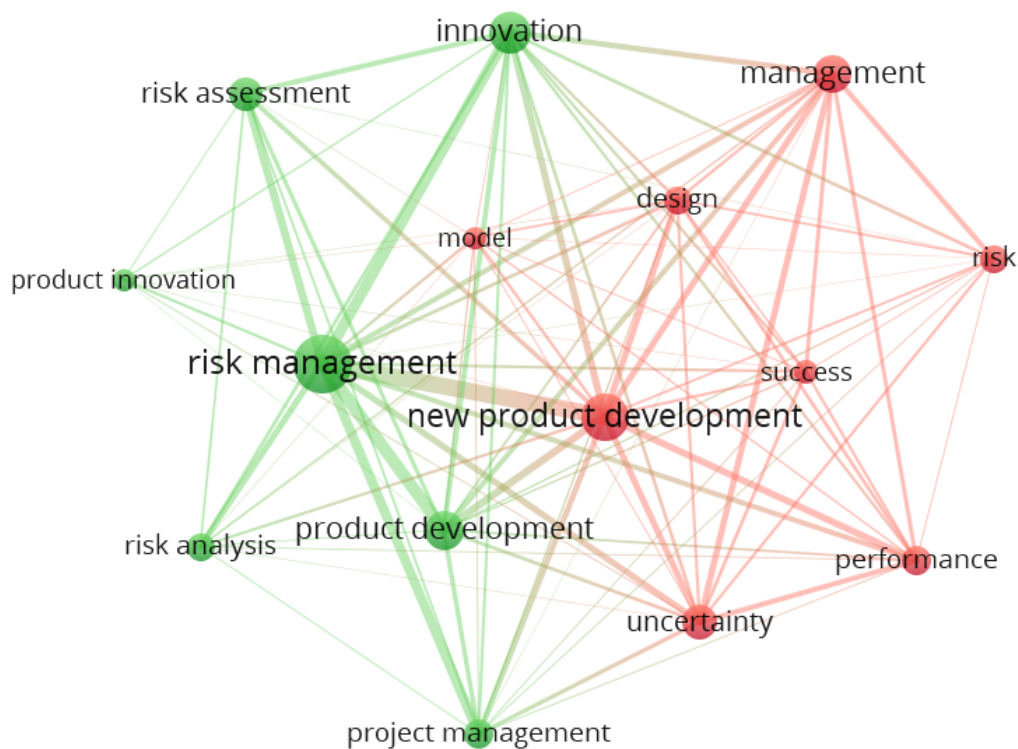 innovation
management
risk assessment
design
model
risk
product innovation
risk management
success
new product development
product development
risk analysis
performance
uncertainty
project management